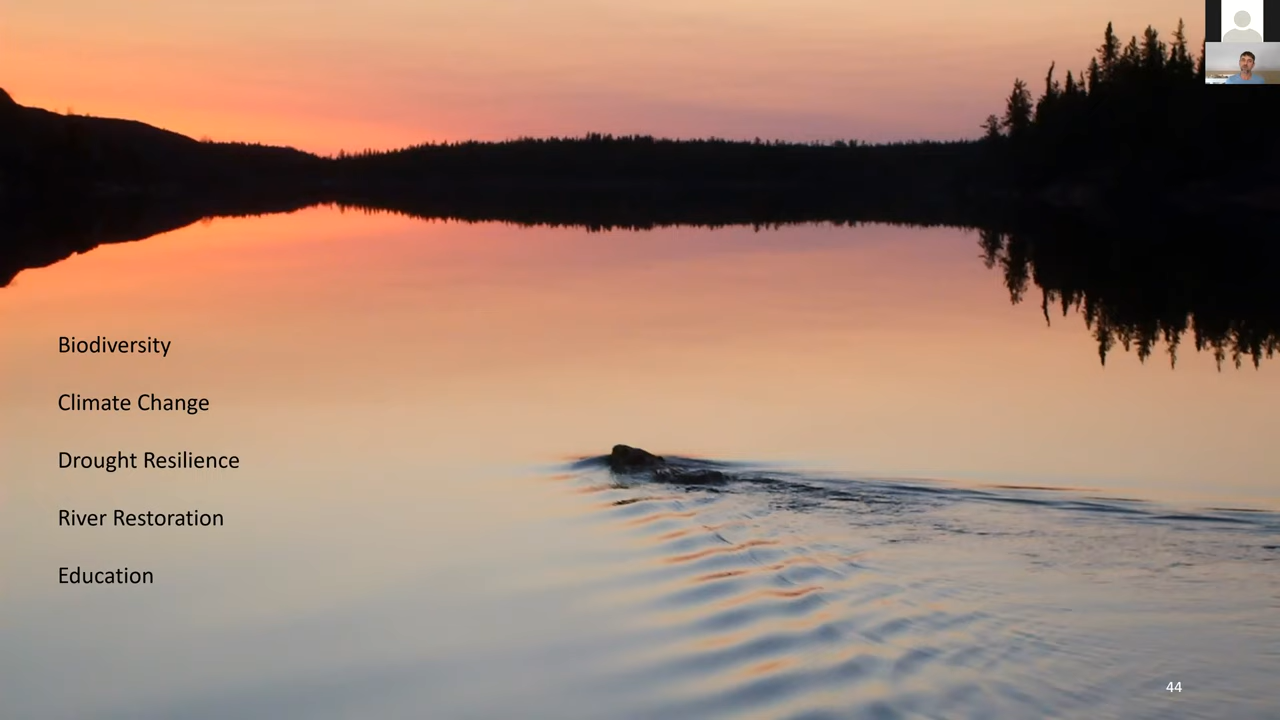 Biodiversity
Climate Change
Drought Resilience
River Restoration
Education
44